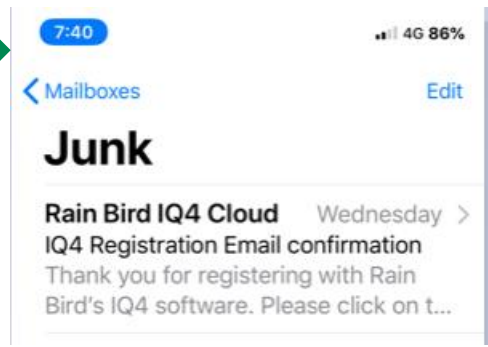 7:40 4G 86%
Mailboxes Edit
Junk
Rain Bird IQ4 Cloud Wednesday
IQ4 Registration Email confirmation
Thank you for registering with Rain
Bird's IQ4 software. Please click on t...